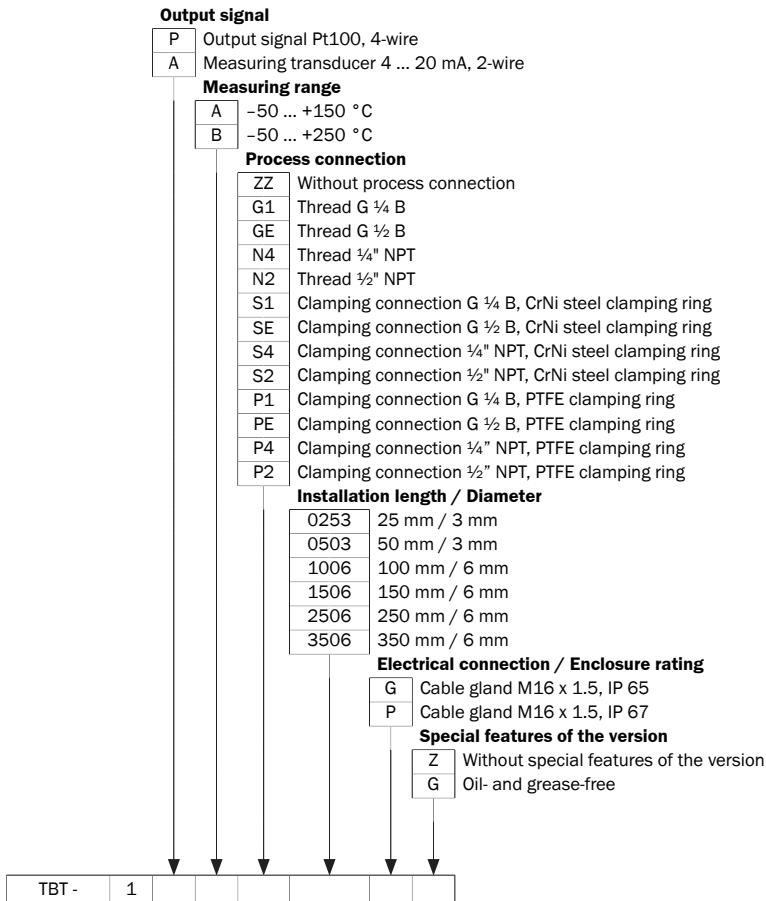 Output signal
P Output signal Pt100, 4-wire
A Measuring transducer 4 ... 20 mA, 2-wire
Measuring range
A –50 ... +150 °C
B –50 ... +250 °C
Process connection
ZZ Without process connection
G1 Thread G ¼ B
GE Thread G ½ B
N4 Thread ¼" NPT
N2 Thread ½" NPT
S1 Clamping connection G ¼ B, CrNi steel clamping ring
SE Clamping connection G ½ B, CrNi steel clamping ring
S4 Clamping connection ¼" NPT, CrNi steel clamping ring
S2 Clamping connection ½" NPT, CrNi steel clamping ring
P1 Clamping connection G ¼ B, PTFE clamping ring
PE Clamping connection G ½ B, PTFE clamping ring
P4 Clamping connection ¼” NPT, PTFE clamping ring
P2 Clamping connection ½” NPT, PTFE clamping ring
Installation length / Diameter
0253 25 mm / 3 mm
0503 50 mm / 3 mm
1006 100 mm / 6 mm
1506 150 mm / 6 mm
2506 250 mm / 6 mm
3506 350 mm / 6 mm
Electrical connection / Enclosure rating
G Cable gland M16 x 1.5, IP 65
P Cable gland M16 x 1.5, IP 67
Special features of the version
Z Without special features of the version
G Oil- and grease-free
TBT - 1